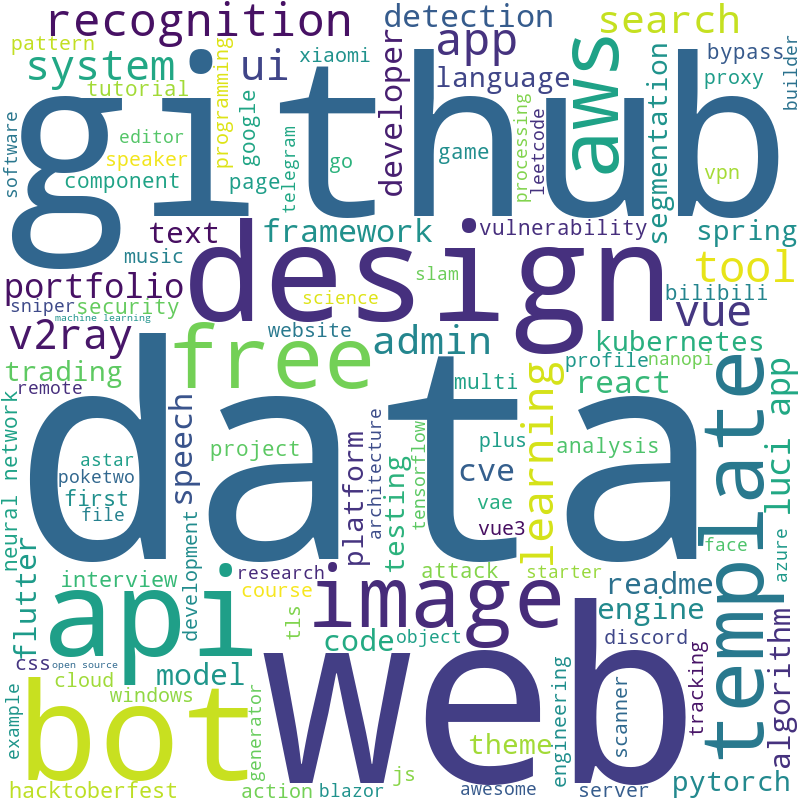 recognition
detection
search
pattern
xiaomi
app
bypass
system
ui
programming
developer
language
aws
segmentation
proxy
builder
tutorial
google
github
software
editor
speaker
component
page
telegram
go
game
processing
leetcode
vpn
text
framework
vulnerability
spring
music
design
slam
tool
portfolio
science
bilibili
sniper
security
machine learning
website
vue
v2ray
free
admin
kubernetes
profile
nanopi
trading
remote
multi
learning
react
template
luci app
neural network
data
speech
project
platform
architecture
testing
tensorflow
plus
analysis
cve
astar
poketwo
first
file
vae
vue3
face
azure
flutter
interview
development
research
course
attack
starter
readme
api
image
engine
tls
code
object
discord
algorithm
css
open source
model
cloud
windows
web
tracking
example
bot
generator
theme
engineering
scanner
pytorch
hacktoberfest
action
blazor
js
awesome
server